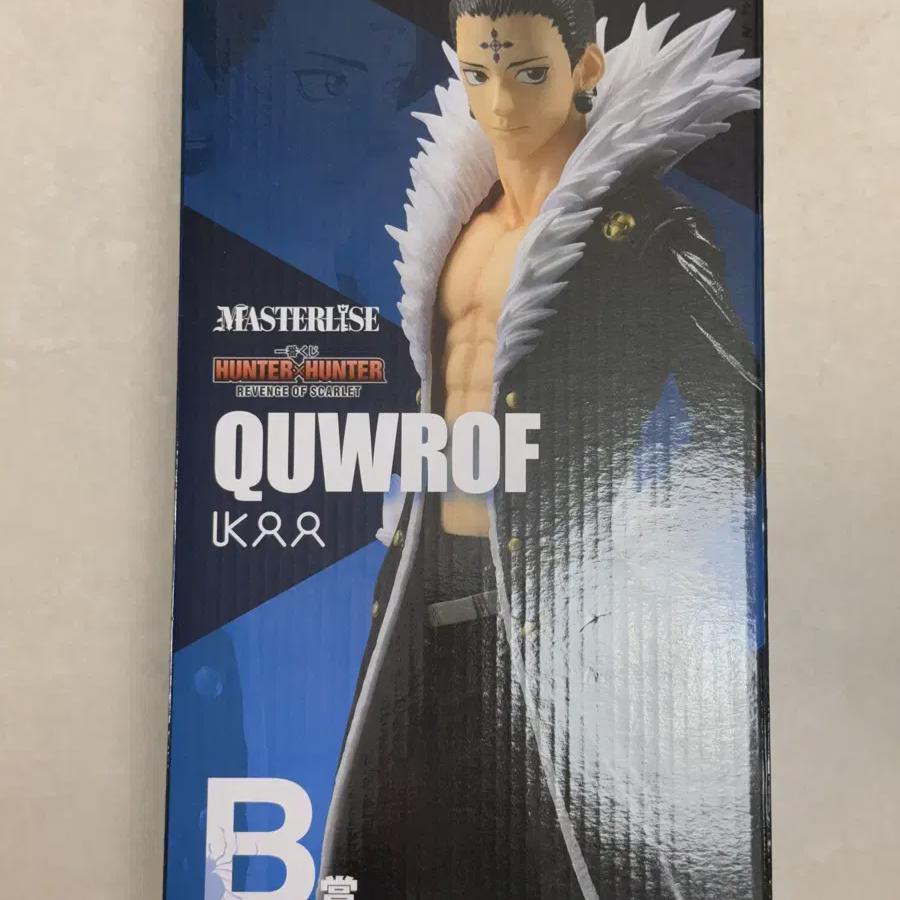 MASTERLISE
一番くじ
HUNTER×HUNTER
REVENGE OF SCARLET
QUWROF
B賞